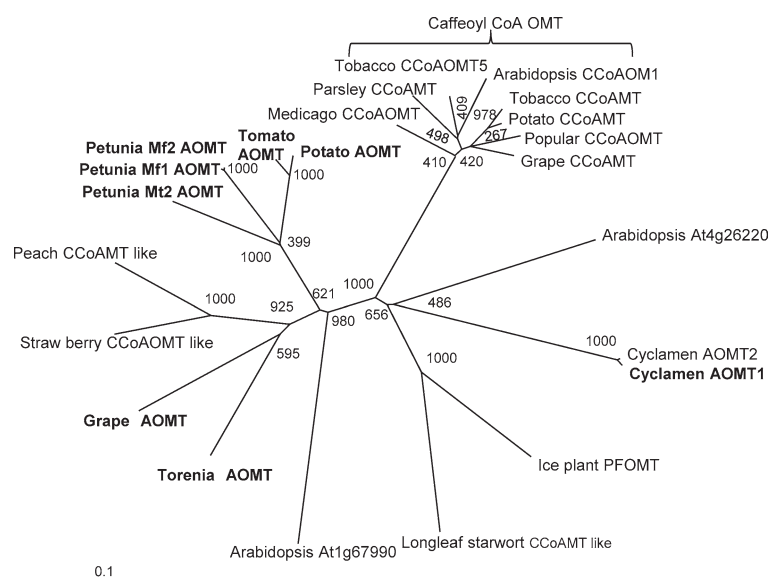 Caffeoyl CoA OMT
Tobacco CCoAOMT5
Arabidopsis CCoAOM1
Parsley CCoAMT
Tobacco CCoAMT
Medicago CCoAOMT
Potato CCoAMT
Popular CCoAOMT
Grape CCoAMT
409
978
498
267
410
420
Petunia Mf2 AOMT
Tomato
AOMT
Potato AOMT
Petunia Mf1 AOMT
1000
1000
Petunia Mt2 AOMT
399
1000
Arabidopsis At4g26220
Peach CCoAMT like
1000
621
1000
925
980
656
486
Straw berry CCoAOMT like
595
1000
1000
Cyclamen AOMT2
Cyclamen AOMT1
Grape AOMT
Torenia AOMT
Ice plant PFOMT
Arabidopsis At1g67990
Longleaf starwort CCoAMT like
0.1